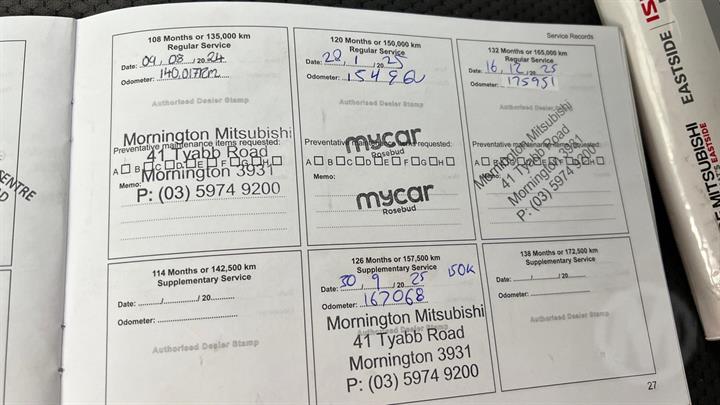 Service Records
108 Months or 135,000 km
Regular Service
Date: 09 / 08 / 20 24
Odometer: 140,017km
Authorised Dealer Stamp
Mornington Mitsubishi
Preventative maintenance items requested:
41 Tyabb Road
A B C D E F G H
Mornington 3931
Memo:
P: (03) 5974 9200
120 Months or 150,000 km
Regular Service
Date: 28 / 1 / 20 25
Odometer:
Authorised Dealer Stamp
mycar
Preventative maintenance items requested:
Rosebud
A B C D E F G H
Memo:
mycar
Rosebud
132 Months or 165,000 km
Regular Service
Date: 16 / 12 / 20 25
Odometer: 175951
Authorised Dealer Stamp
Mornington Mitsubishi
Preventative maintenance items requested:
41 Tyabb Road
A B C D E F G H
Mornington 3931
Memo:
P: (03) 5974 9200
114 Months or 142,500 km
Supplementary Service
Date: / / 20
Odometer:
Authorised Dealer Stamp
126 Months or 157,500 km
Supplementary Service
Date: 30 / 9 / 20 25 150K
Odometer: 167068
Mornington Mitsubishi
Authorised Dealer Stamp
41 Tyabb Road
Mornington 3931
P: (03) 5974 9200
138 Months or 172,500 km
Supplementary Service
Date: / / 20
Odometer:
Authorised Dealer Stamp
27
EASTSIDE
MITSUBISHI
EASTSIDE